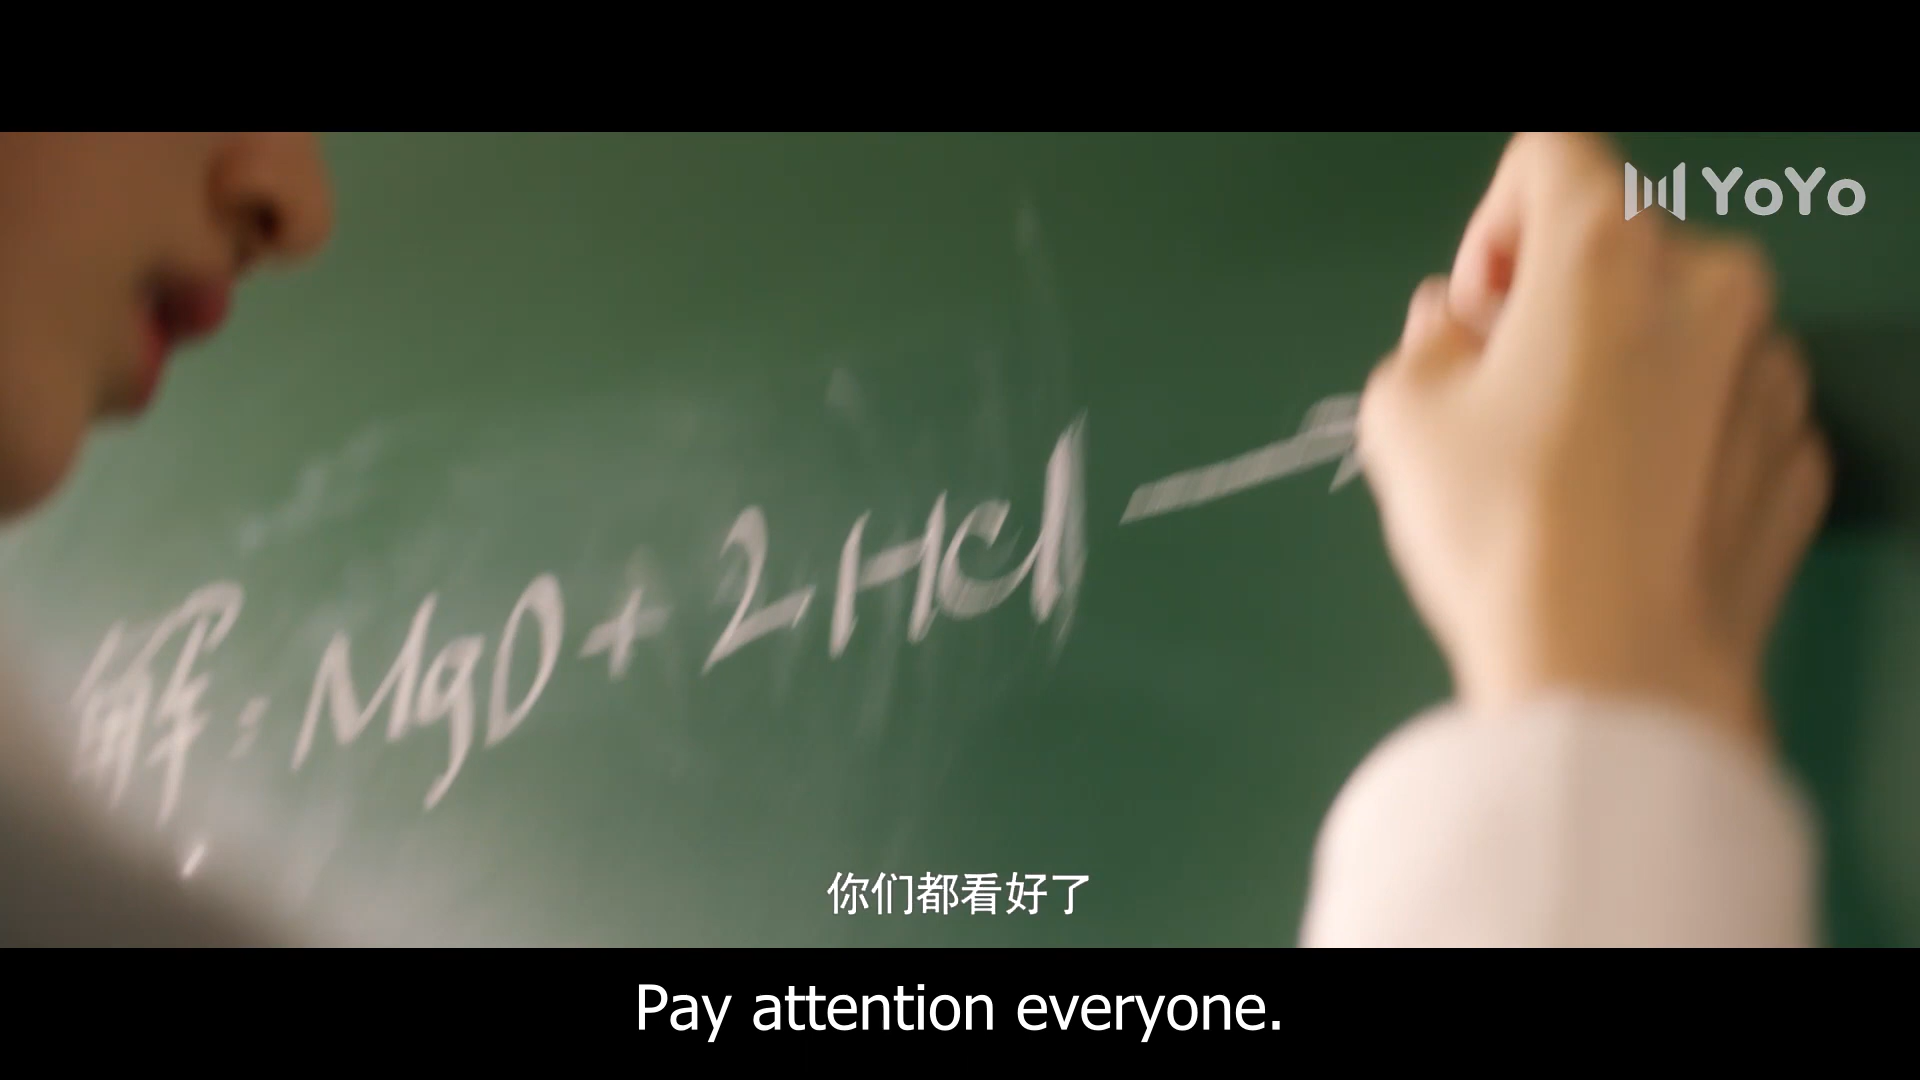 YoYo
解：MgO + 2HCl →
你们都看好了
Pay attention everyone.